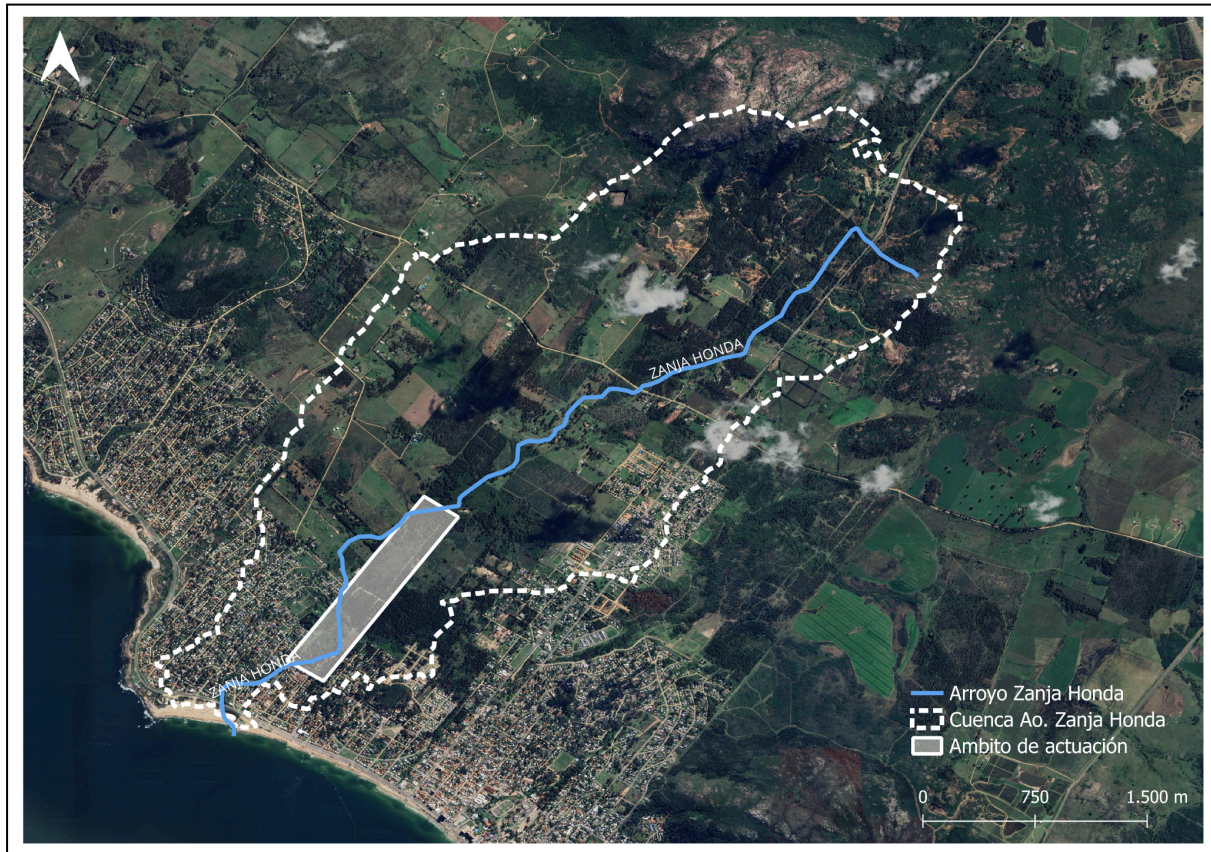 ZANJA HONDA
ZANJA HONDA
Arroyo Zanja Honda
Cuenca Ao. Zanja Honda
Ambito de actuación
0 750 1.500 m